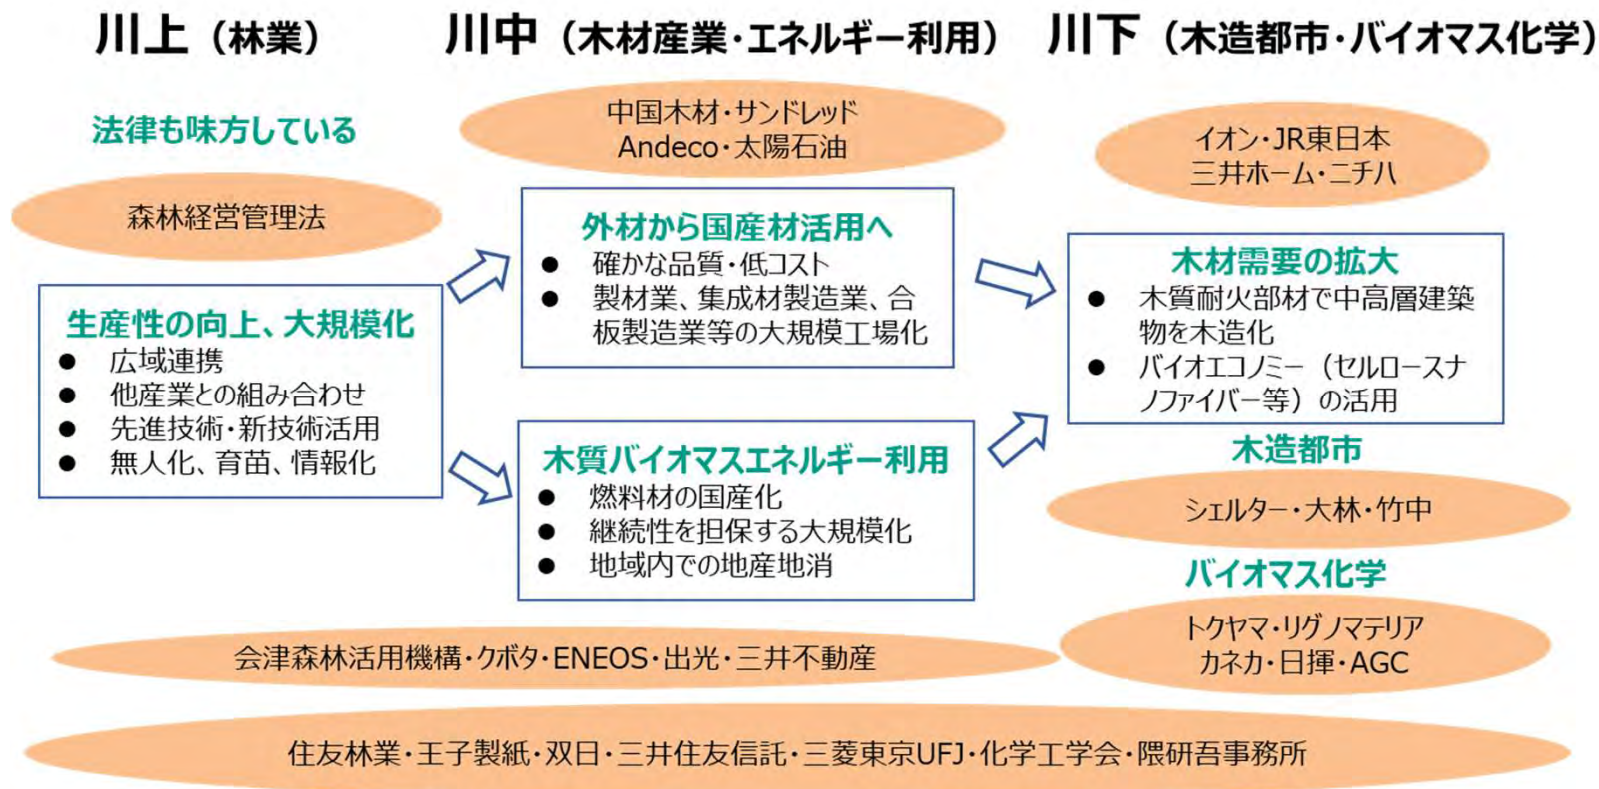 川上（林業）
法律も味方している
森林経営管理法
生産性の向上、大規模化
● 広域連携
● 他産業との組み合わせ
● 先進技術・新技術活用
● 無人化、育苗、情報化
川中（木材産業・エネルギー利用）
中国木材・サンドレッド
Andeco・太陽石油
外材から国産材活用へ
● 確かな品質・低コスト
● 製材業、集成材製造業、合
板製造業等の大規模工場化
木質バイオマスエネルギー利用
● 燃料材の国産化
● 継続性を担保する大規模化
● 地域内での地産地消
川下（木造都市・バイオマス化学）
イオン・JR東日本
三井ホーム・ニチハ
木材需要の拡大
● 木質耐火部材で中高層建築
物を木造化
● バイオエコノミー（セルロースナ
ノファイバー等）の活用
木造都市
シェルター・大林・竹中
バイオマス化学
トクヤマ・リグノマテリア
カネカ・日揮・AGC
会津森林活用機構・クボタ・ENEOS・出光・三井不動産
住友林業・王子製紙・双日・三井住友信託・三菱東京UFJ・化学工学会・隈研吾事務所